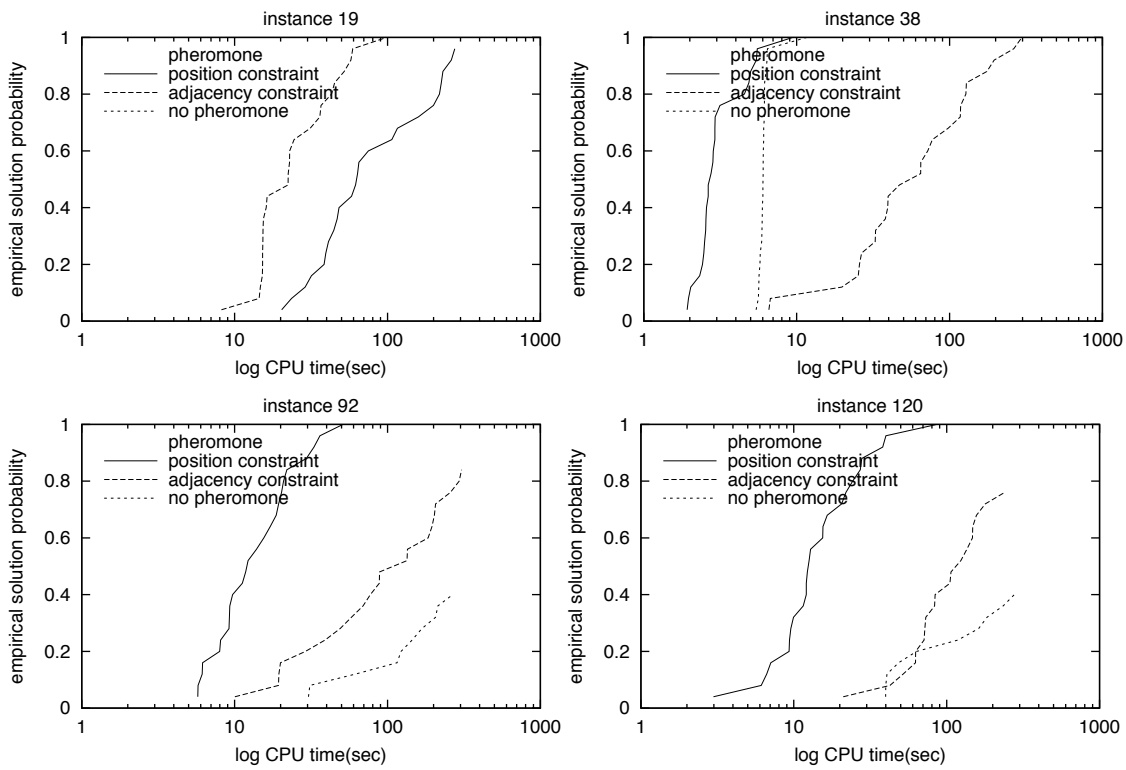 instance 19
1
0.8
0.6
0.4
0.2
0
empirical solution probability
pheromone
position constraint
adjacency constraint
no pheromone
1 10 100 1000
log CPU time(sec)
instance 38
1
0.8
0.6
0.4
0.2
0
empirical solution probability
pheromone
position constraint
adjacency constraint
no pheromone
1 10 100 1000
log CPU time(sec)
instance 92
1
0.8
0.6
0.4
0.2
0
empirical solution probability
pheromone
position constraint
adjacency constraint
no pheromone
1 10 100 1000
log CPU time(sec)
instance 120
1
0.8
0.6
0.4
0.2
0
empirical solution probability
pheromone
position constraint
adjacency constraint
no pheromone
1 10 100 1000
log CPU time(sec)